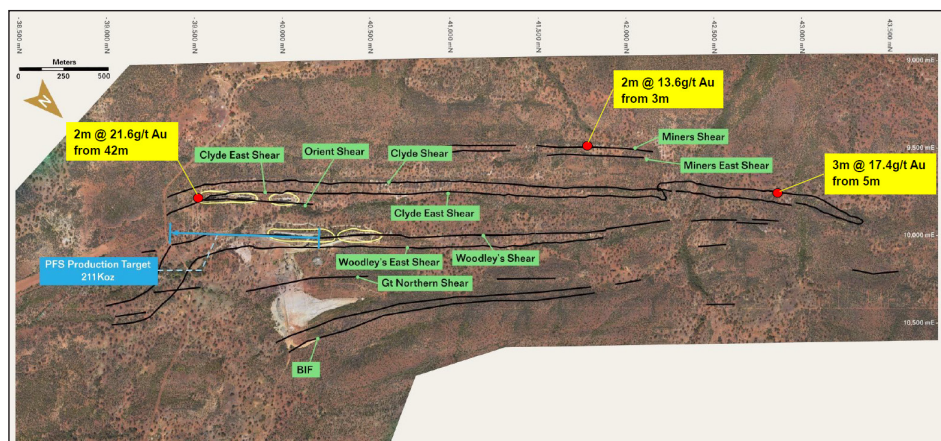 -38,500 mN
-39,000 mN
-39,500 mN
-40,000 mN
-40,500 mN
-41,000 mN
-41,500 mN
-42,000 mN
-42,500 mN
-43,000 mN
-43,500 mN
Meters
0 250 500
N
9,000 mE
9,500 mE
10,000 mE
10,500 mE
2m @ 13.6g/t Au
from 3m
2m @ 21.6g/t Au
from 42m
3m @ 17.4g/t Au
from 5m
Miners Shear
Miners East Shear
Clyde East Shear
Orient Shear
Clyde Shear
Clyde East Shear
Woodley's East Shear
Woodley's Shear
Gt Northern Shear
PFS Production Target
211Koz
BIF